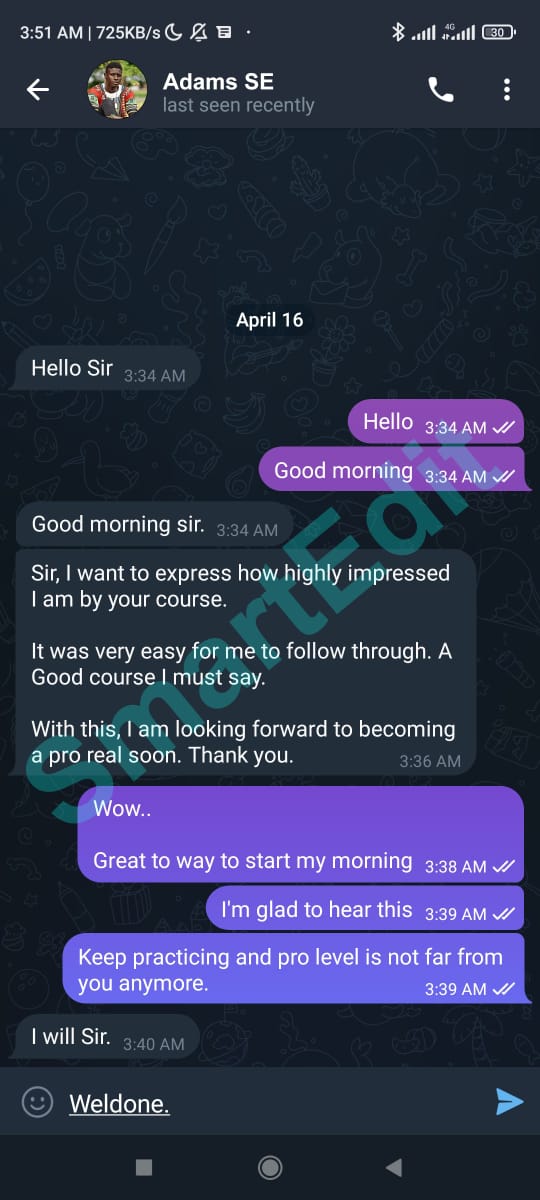 3:51 AM | 725KB/s
4G
30
Adams SE
last seen recently
April 16
Hello Sir 3:34 AM
Hello 3:34 AM
Good morning 3:34 AM
Good morning sir. 3:34 AM
Sir, I want to express how highly impressed
I am by your course.
It was very easy for me to follow through. A
Good course I must say.
With this, I am looking forward to becoming
a pro real soon. Thank you. 3:36 AM
Wow..
Great to way to start my morning 3:38 AM
I'm glad to hear this 3:39 AM
Keep practicing and pro level is not far from
you anymore. 3:39 AM
I will Sir. 3:40 AM
Weldone.
SmartEdit